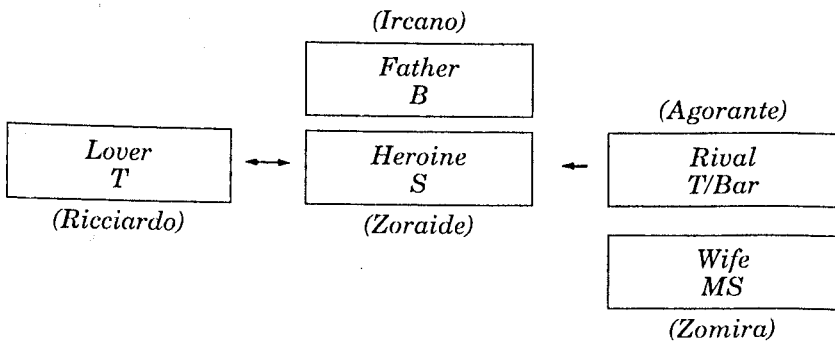 (Ircano)
Father
B
(Agorante)
Lover
T
Heroine
S
Rival
T/Bar
(Ricciardo)
(Zoraide)
Wife
MS
(Zomira)